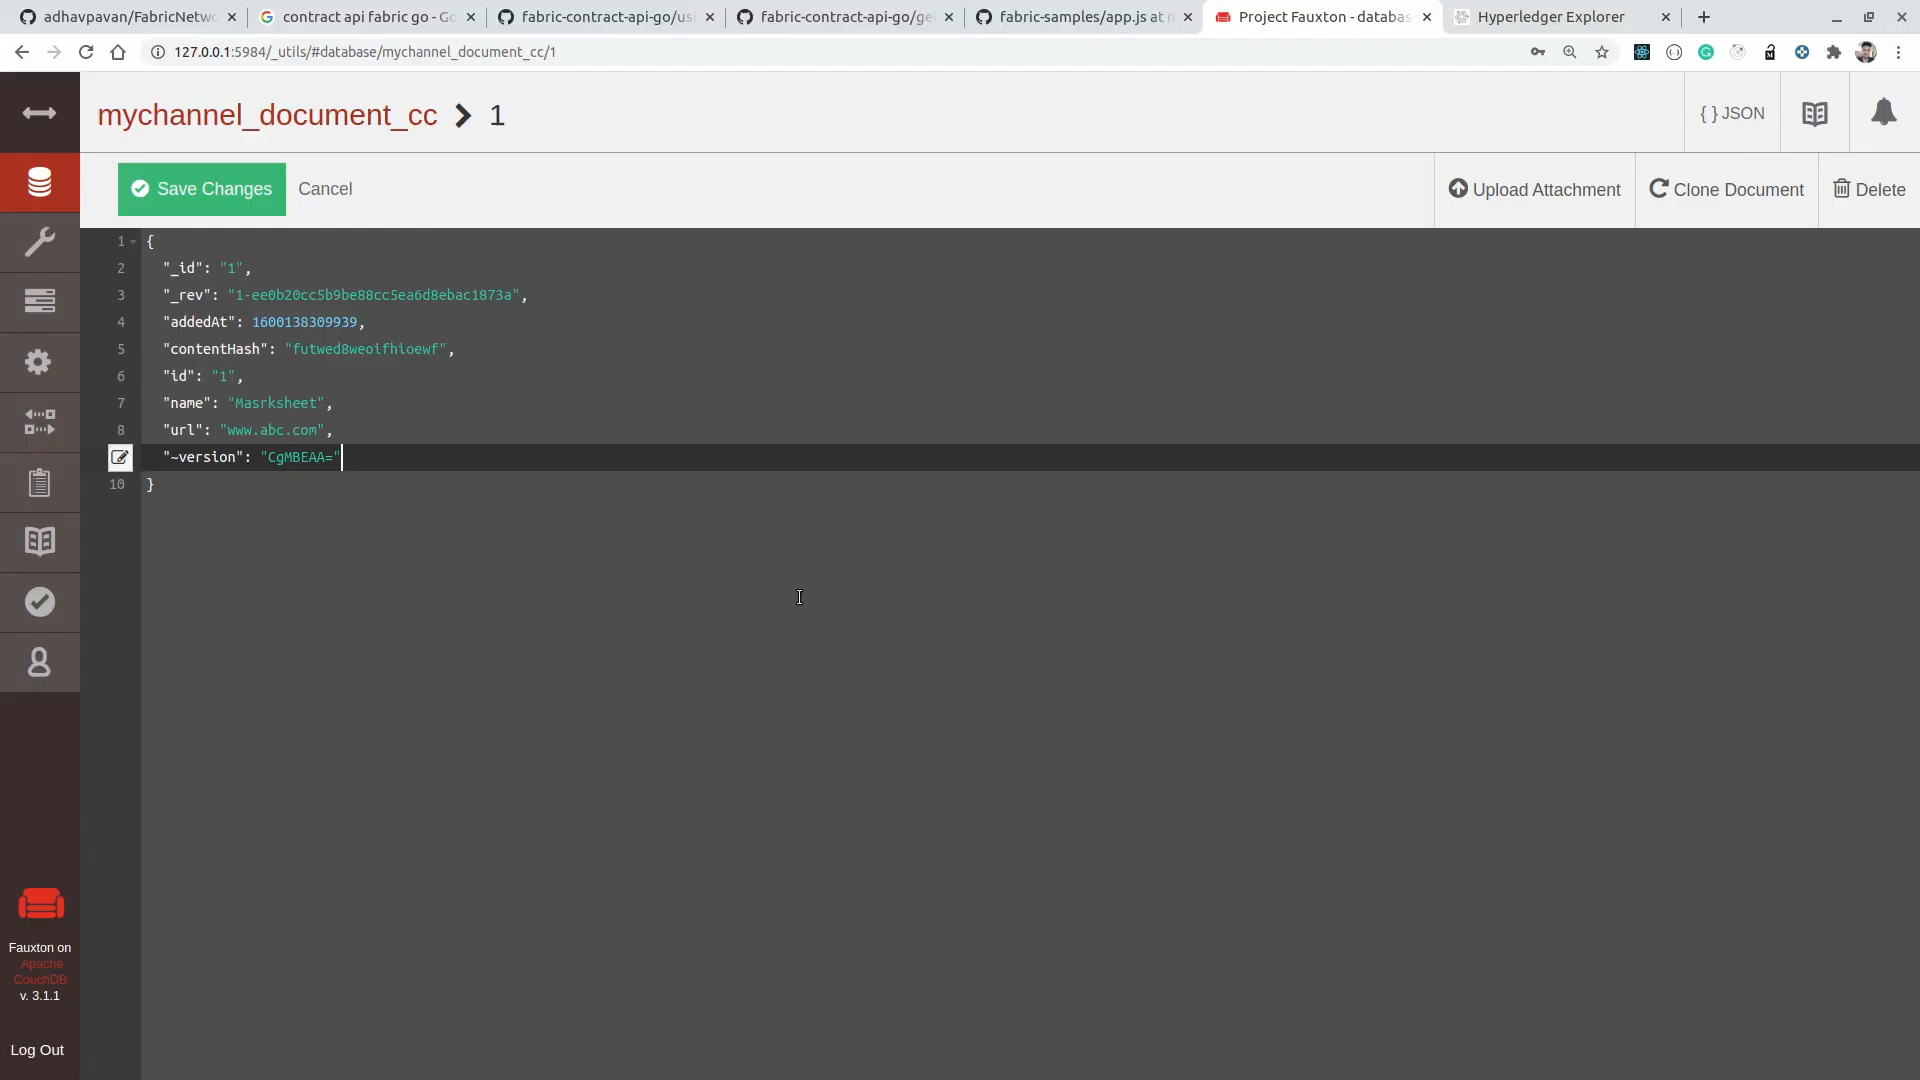 adhavpavan/FabricNetwo
contract api fabric go - Go
fabric-contract-api-go/usi
fabric-contract-api-go/ge
fabric-samples/app.js at m
Project Fauxton - databas
Hyperledger Explorer
127.0.0.1:5984/_utils/#database/mychannel_document_cc/1
mychannel_document_cc > 1
{ } JSON
Save Changes
Cancel
Upload Attachment
Clone Document
Delete
1 {
2 "_id": "1",
3 "_rev": "1-ee0b20cc5b9be88cc5ea6d8ebac1873a",
4 "addedAt": 1600138309939,
5 "contentHash": "futwed8weoifhioewf",
6 "id": "1",
7 "name": "Masrksheet",
8 "url": "www.abc.com",
"~version": "CgMBEAA="
10 }
Fauxton on
Apache
CouchDB
v. 3.1.1
Log Out